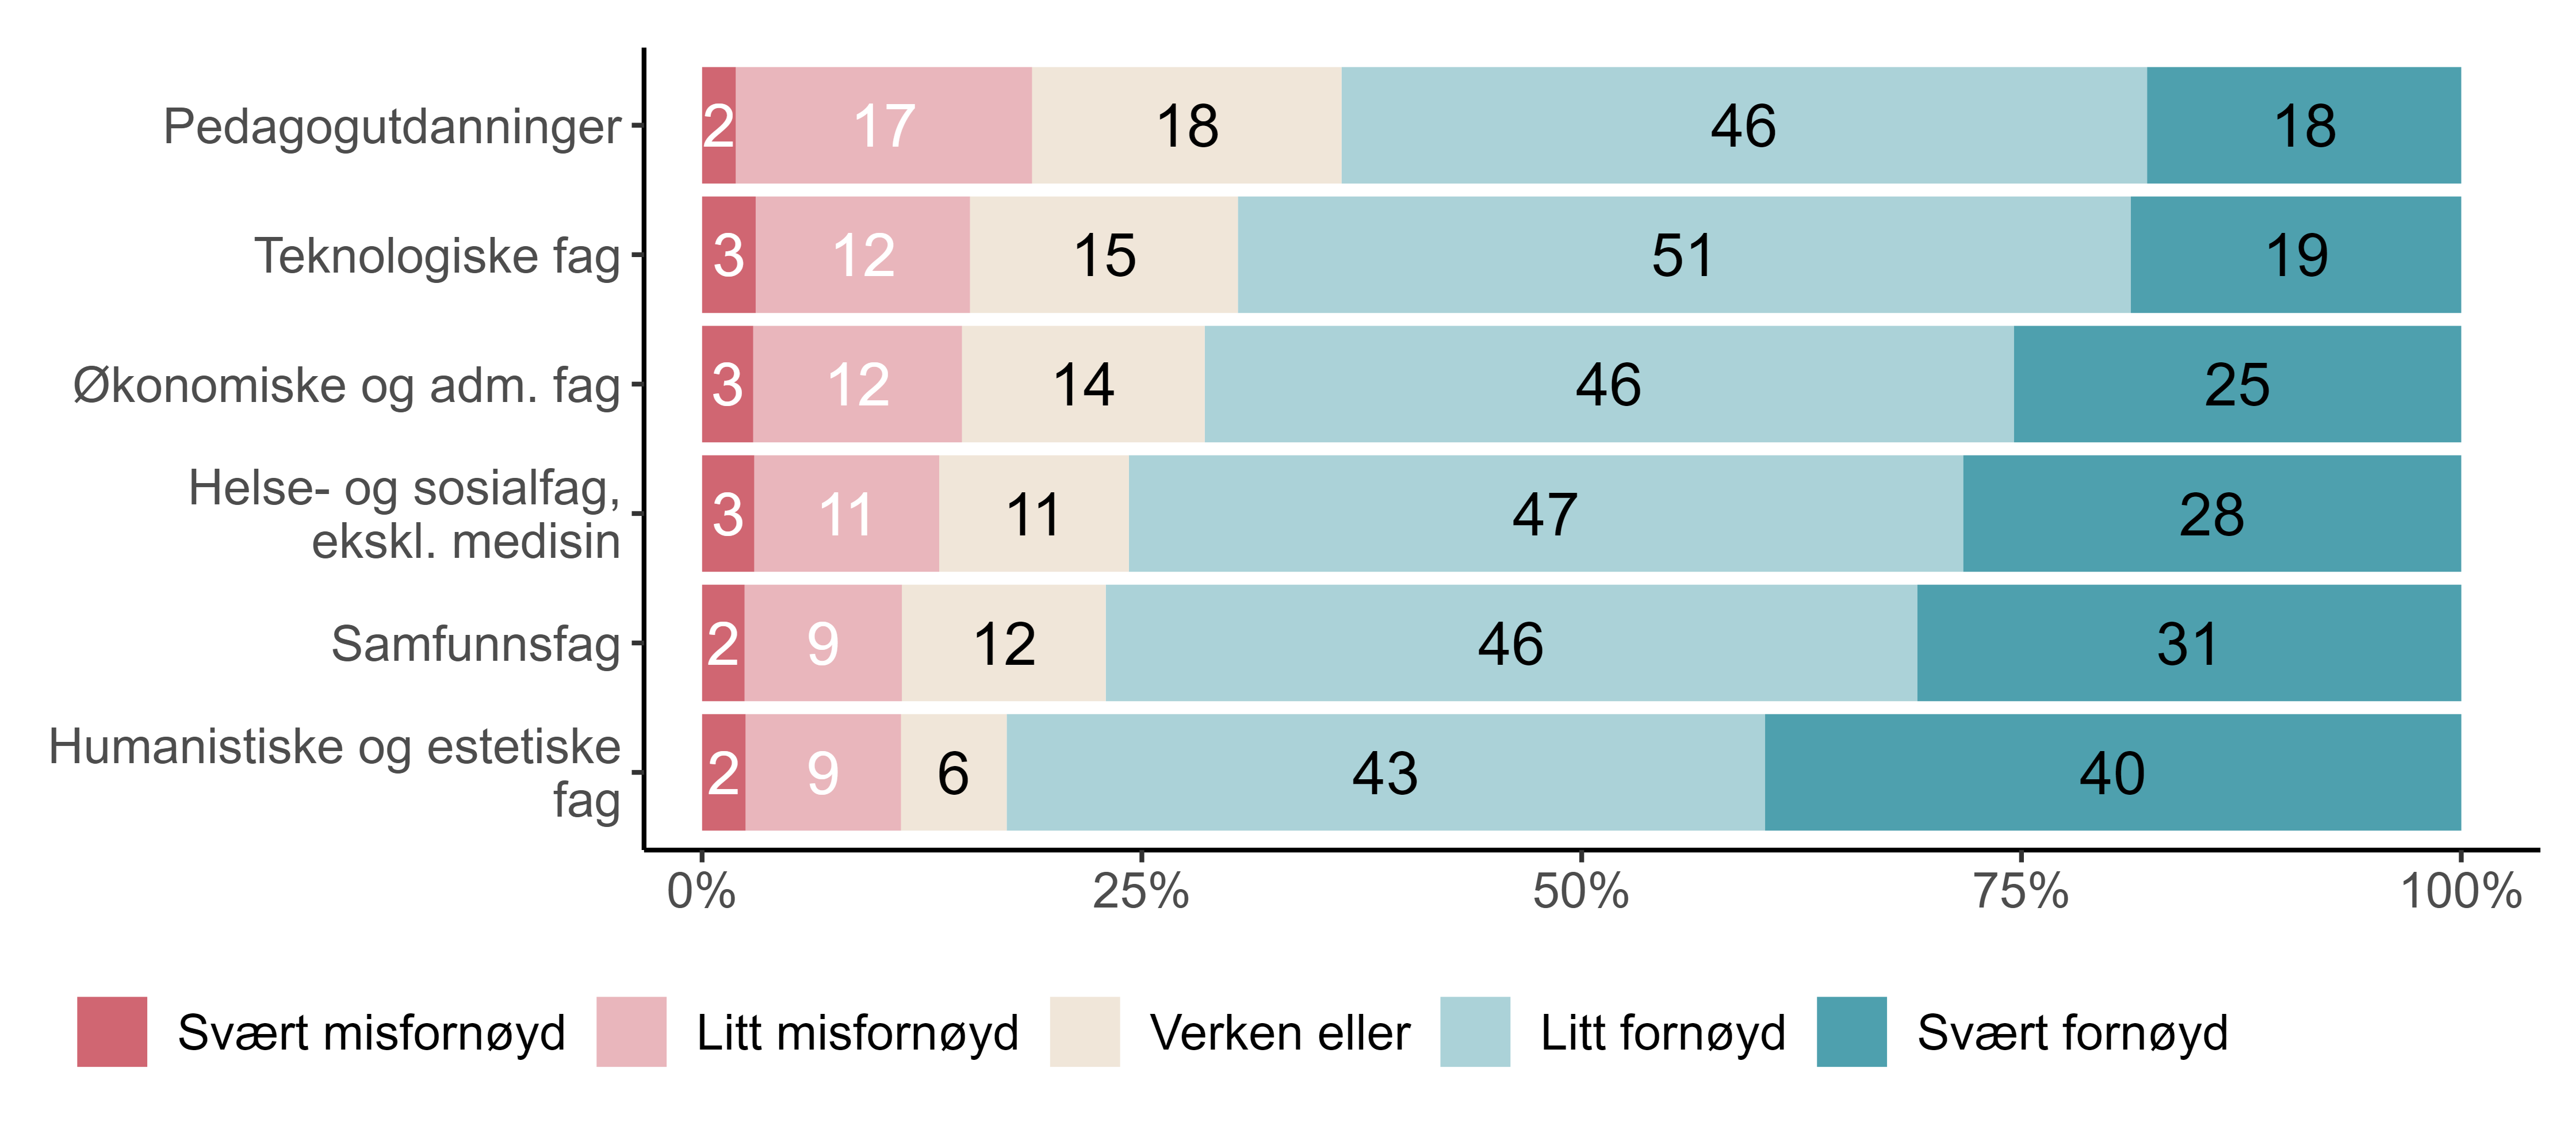 Pedagogutdanninger 2 17 18 46 18
Teknologiske fag 3 12 15 51 19
Økonomiske og adm. fag 3 12 14 46 25
Helse- og sosialfag,
ekskl. medisin 3 11 11 47 28
Samfunnsfag 2 9 12 46 31
Humanistiske og estetiske
fag 2 9 6 43 40
0% 25% 50% 75% 100%
Svært misfornøyd Litt misfornøyd Verken eller Litt fornøyd Svært fornøyd